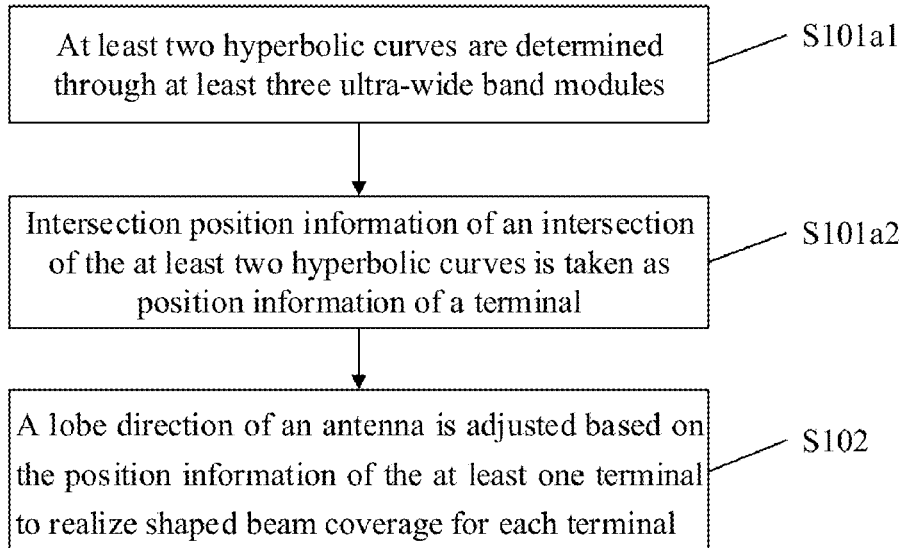 At least two hyperbolic curves are determined
through at least three ultra-wide band modules
S101a1
Intersection position information of an intersection
of the at least two hyperbolic curves is taken as
position information of a terminal
S101a2
A lobe direction of an antenna is adjusted based on
the position information of the at least one terminal
to realize shaped beam coverage for each terminal
S102